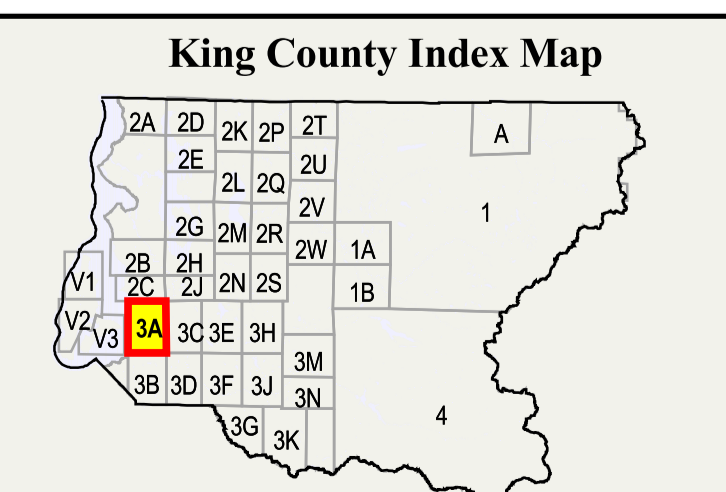 King County Index Map
2A 2D 2K 2P 2T A
2E 2U
2L 2Q
2V 1
2G 2M 2R
2W 1A
2B 2H
V1 2C 2J 2N 2S 1B
V2 V3 3A 3C 3E 3H
3M
3B 3D 3F 3J 3N
3G 3K 4